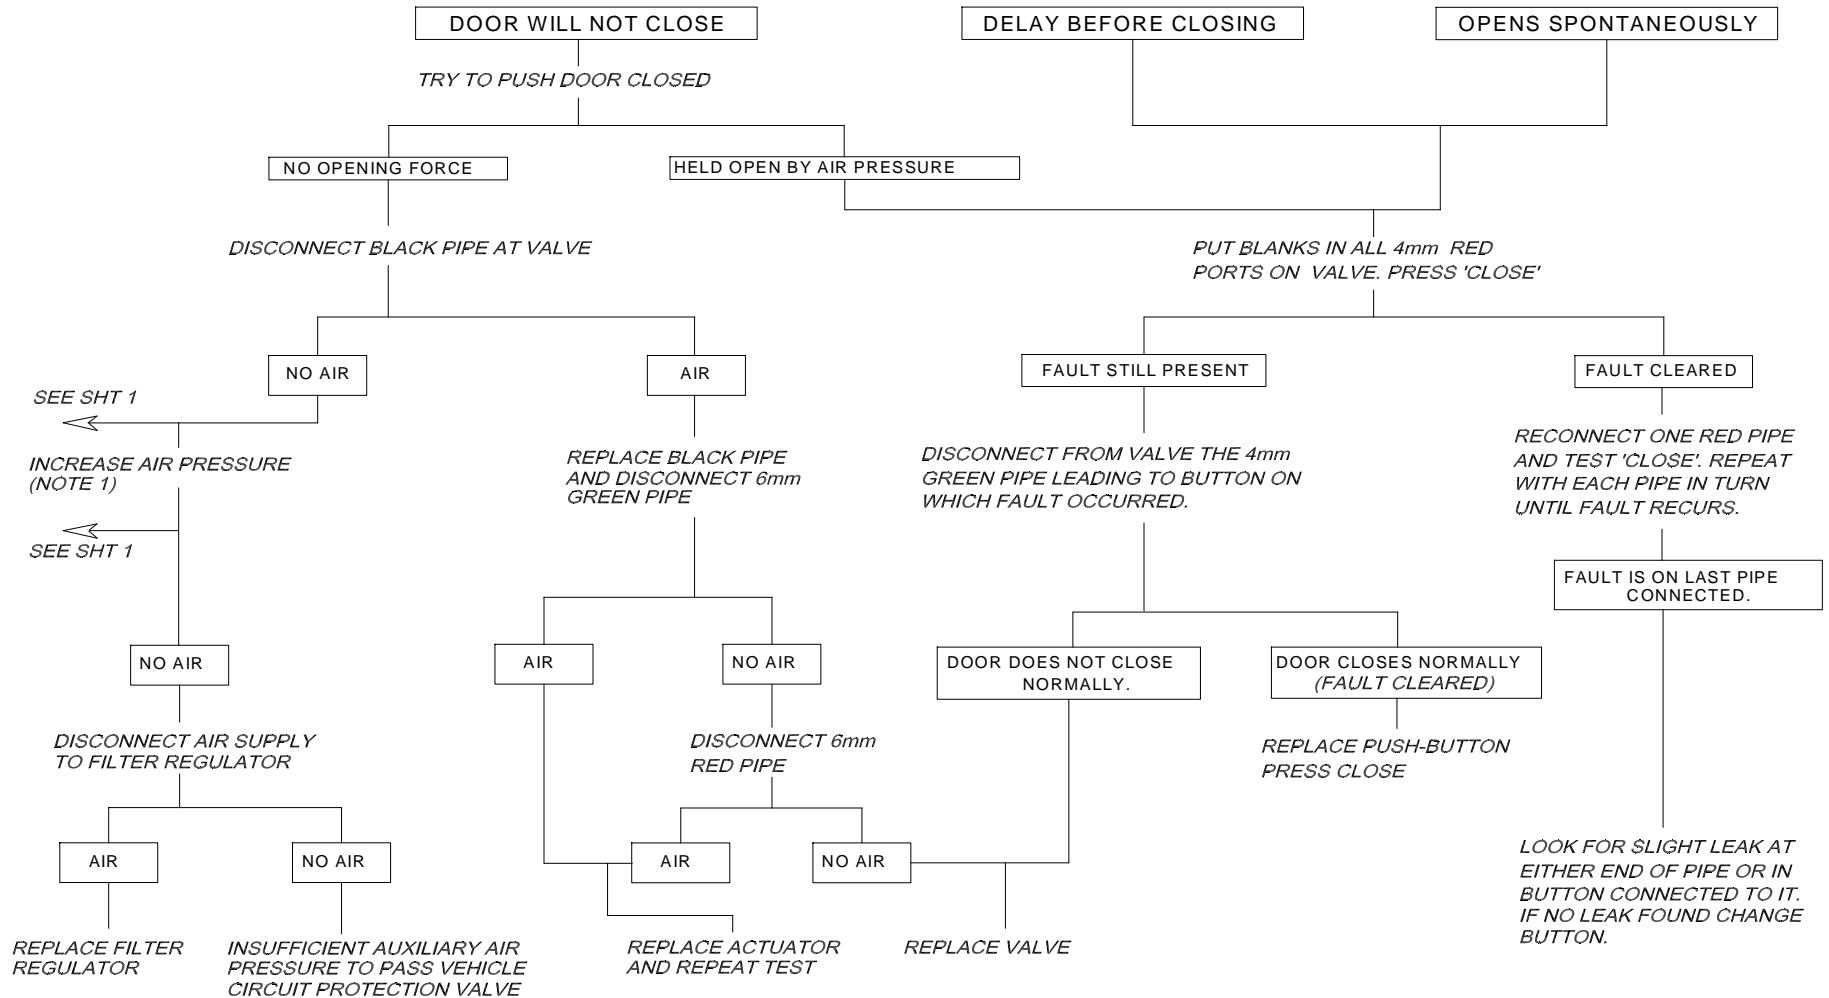 DOOR WILL NOT CLOSE
DELAY BEFORE CLOSING
OPENS SPONTANEOUSLY
TRY TO PUSH DOOR CLOSED
NO OPENING FORCE
HELD OPEN BY AIR PRESSURE
DISCONNECT BLACK PIPE AT VALVE
PUT BLANKS IN ALL 4mm RED
PORTS ON VALVE. PRESS 'CLOSE'
NO AIR
AIR
FAULT STILL PRESENT
FAULT CLEARED
SEE SHT 1
INCREASE AIR PRESSURE
(NOTE 1)
SEE SHT 1
REPLACE BLACK PIPE
AND DISCONNECT 6mm
GREEN PIPE
DISCONNECT FROM VALVE THE 4mm
GREEN PIPE LEADING TO BUTTON ON
WHICH FAULT OCCURRED.
RECONNECT ONE RED PIPE
AND TEST 'CLOSE'. REPEAT
WITH EACH PIPE IN TURN
UNTIL FAULT RECURS.
FAULT IS ON LAST PIPE
CONNECTED.
NO AIR
AIR
NO AIR
DOOR DOES NOT CLOSE
NORMALLY.
DOOR CLOSES NORMALLY
(FAULT CLEARED)
DISCONNECT AIR SUPPLY
TO FILTER REGULATOR
DISCONNECT 6mm
RED PIPE
REPLACE PUSH-BUTTON
PRESS CLOSE
AIR
NO AIR
AIR
NO AIR
LOOK FOR SLIGHT LEAK AT
EITHER END OF PIPE OR IN
BUTTON CONNECTED TO IT.
IF NO LEAK FOUND CHANGE
BUTTON.
REPLACE FILTER
REGULATOR
INSUFFICIENT AUXILIARY AIR
PRESSURE TO PASS VEHICLE
CIRCUIT PROTECTION VALVE
REPLACE ACTUATOR
AND REPEAT TEST
REPLACE VALVE